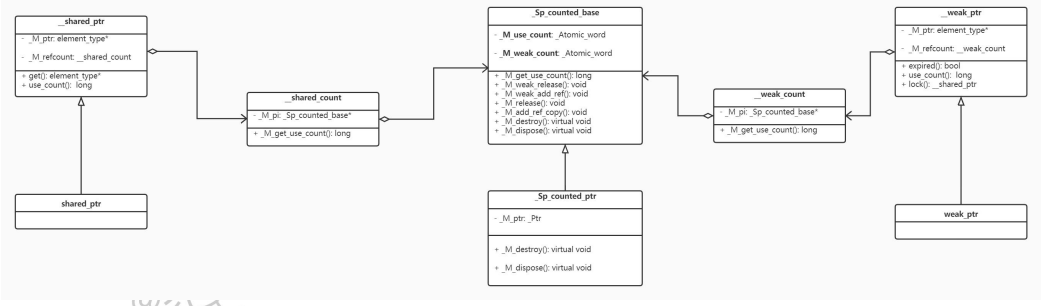 __shared_ptr
- _M_ptr: element_type*
- _M_refcount: __shared_count
+ get(): element_type*
+ use_count(): long
shared_ptr
__shared_count
- _M_pi: _Sp_counted_base*
+ _M_get_use_count(): long
_Sp_counted_base
- _M_use_count: _Atomic_word
- _M_weak_count: _Atomic_word
+ _M_get_use_count(): long
+ _M_weak_release(): void
+ _M_weak_add_ref(): void
+ _M_release(): void
+ _M_add_ref_copy(): void
+ _M_destroy(): virtual void
+ _M_dispose(): virtual void
_Sp_counted_ptr
- _M_ptr: _Ptr
+ _M_destroy(): virtual void
+ _M_dispose(): virtual void
__weak_count
- _M_pi: _Sp_counted_base*
+ _M_get_use_count(): long
__weak_ptr
- _M_ptr: element_type*
- _M_refcount: __weak_count
+ expired(): bool
+ use_count(): long
+ lock(): __shared_ptr
weak_ptr